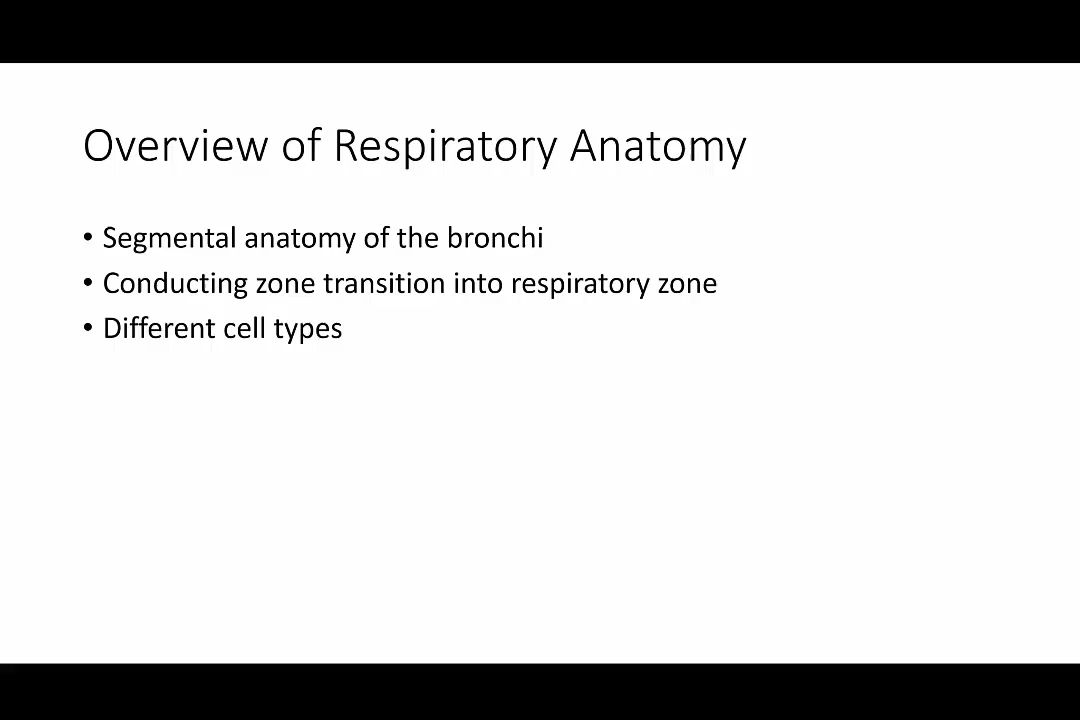 Overview of Respiratory Anatomy
• Segmental anatomy of the bronchi
• Conducting zone transition into respiratory zone
• Different cell types